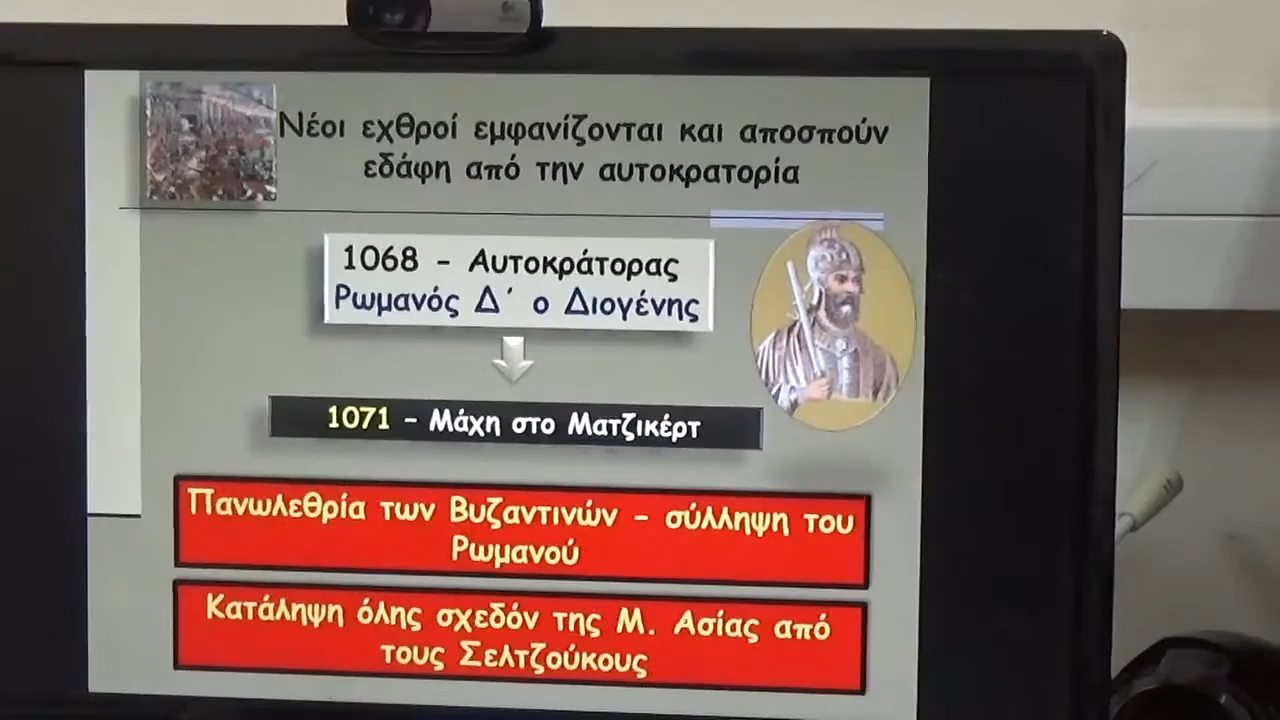 Νέοι εχθροί εμφανίζονται και αποσπούν
εδάφη από την αυτοκρατορία
1068 – Αυτοκράτορας
Ρωμανός Δ΄ ο Διογένης
1071 – Μάχη στο Ματζικέρτ
Πανωλεθρία των Βυζαντινών – σύλληψη του
Ρωμανού
Κατάληψη όλης σχεδόν της Μ. Ασίας από
τους Σελτζούκους